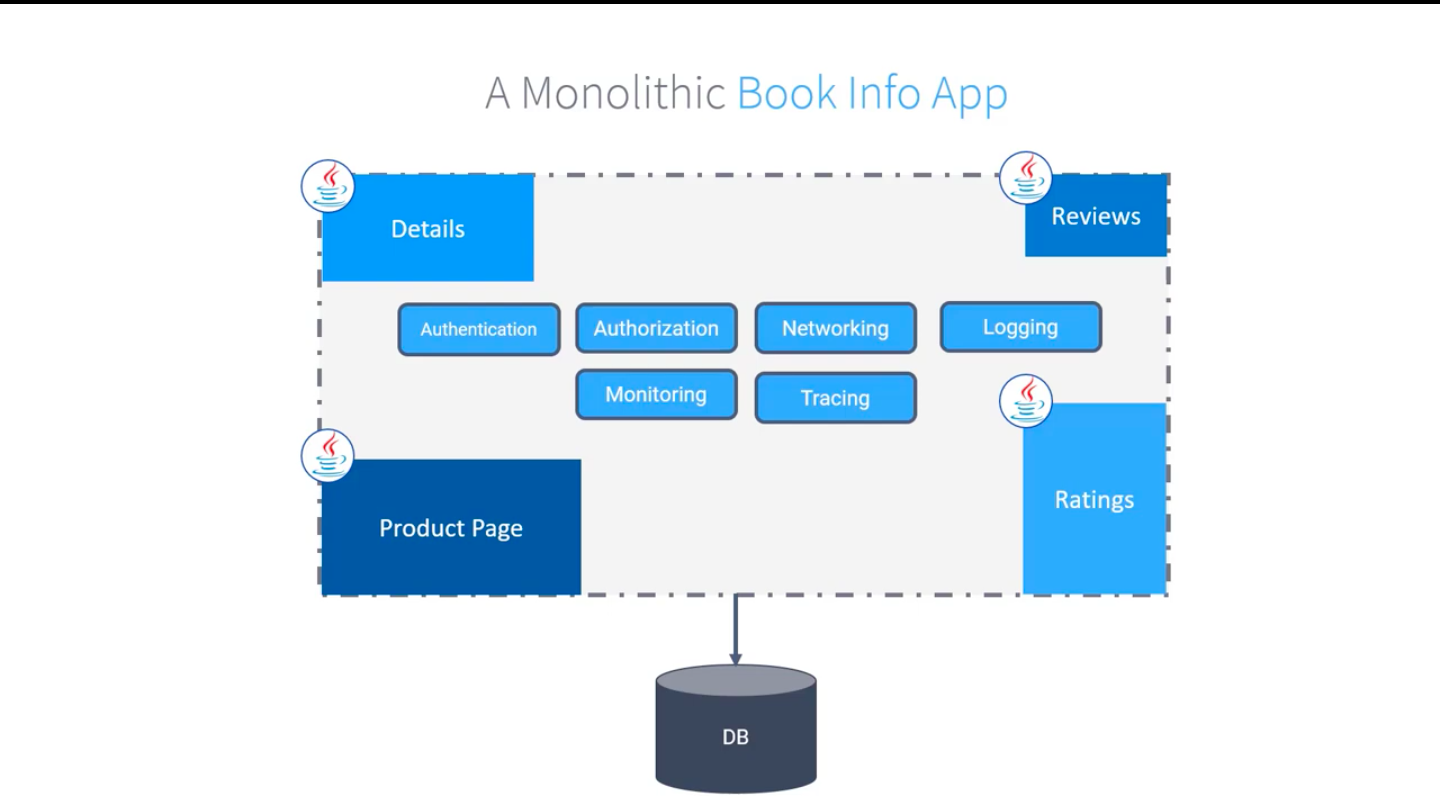 A Monolithic Book Info App
Details
Reviews
Authentication
Authorization
Networking
Logging
Monitoring
Tracing
Product Page
Ratings
DB